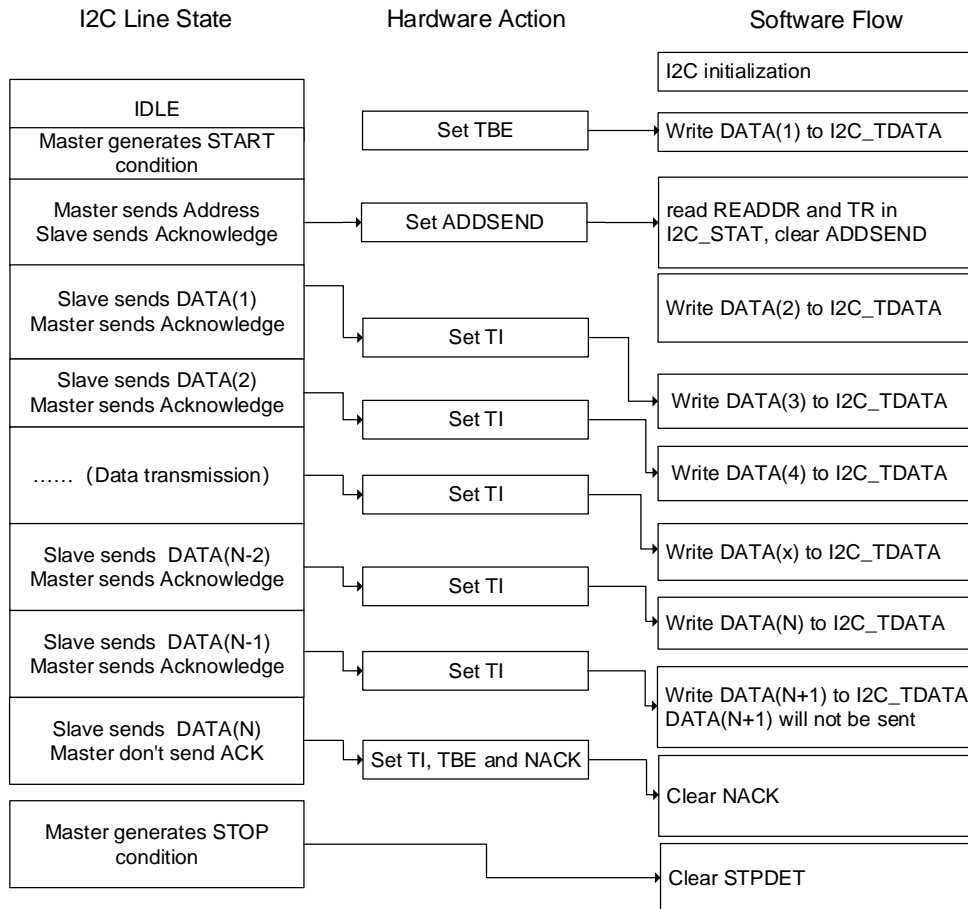 I2C Line State
Hardware Action
Software Flow
I2C initialization
IDLE
Set TBE
Write DATA(1) to I2C_TDATA
Master generates START
condition
Master sends Address
Slave sends Acknowledge
Set ADDSEND
read READDR and TR in
I2C_STAT, clear ADDSEND
Slave sends DATA(1)
Master sends Acknowledge
Write DATA(2) to I2C_TDATA
Set TI
Slave sends DATA(2)
Master sends Acknowledge
Write DATA(3) to I2C_TDATA
Set TI
…… (Data transmission)
Write DATA(4) to I2C_TDATA
Set TI
Write DATA(x) to I2C_TDATA
Slave sends DATA(N-2)
Master sends Acknowledge
Set TI
Write DATA(N) to I2C_TDATA
Slave sends DATA(N-1)
Master sends Acknowledge
Set TI
Write DATA(N+1) to I2C_TDATA
DATA(N+1) will not be sent
Slave sends DATA(N)
Master don't send ACK
Set TI, TBE and NACK
Clear NACK
Master generates STOP
condition
Clear STPDET